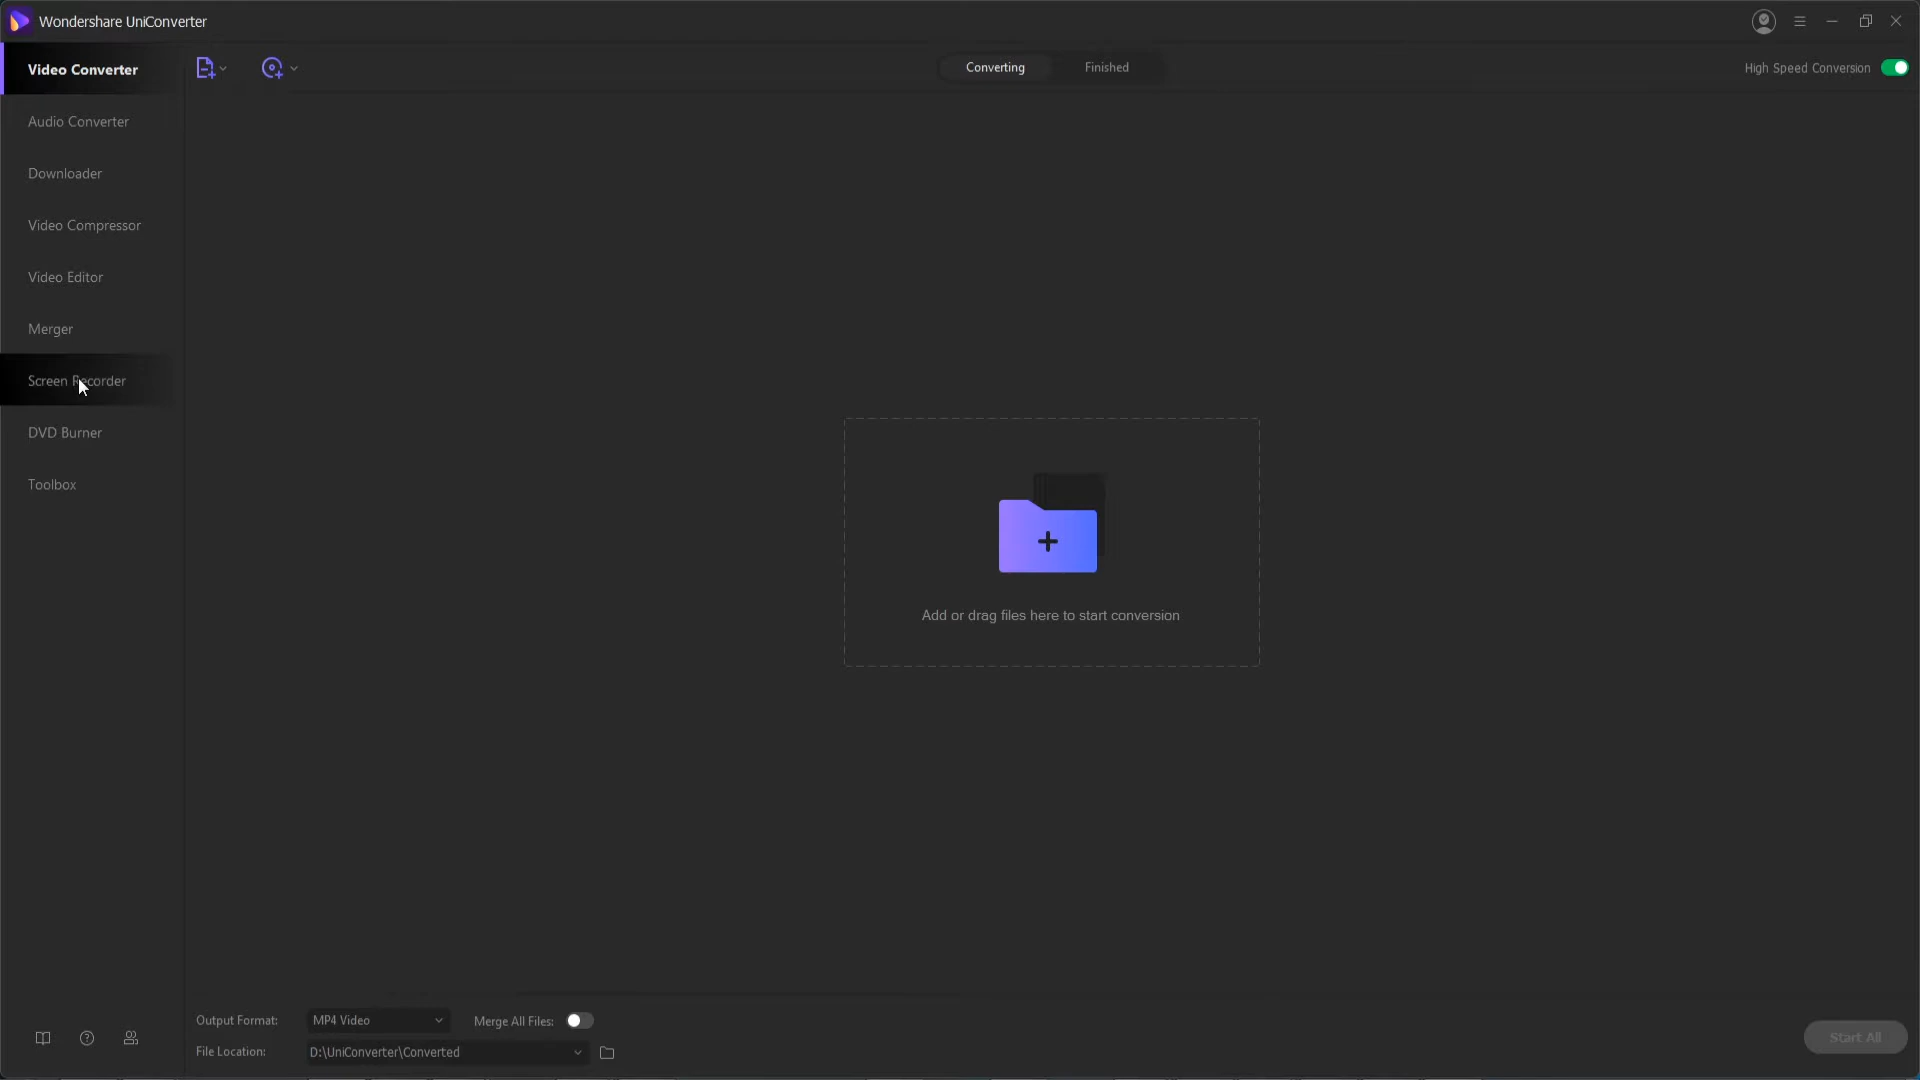 Wondershare UniConverter
Video Converter
Converting
Finished
High Speed Conversion
Audio Converter
Downloader
Video Compressor
Video Editor
Merger
Screen Recorder
DVD Burner
Toolbox
Add or drag files here to start conversion
Output Format:
MP4 Video
Merge All Files:
File Location:
D:\UniConverter\Converted
Start All